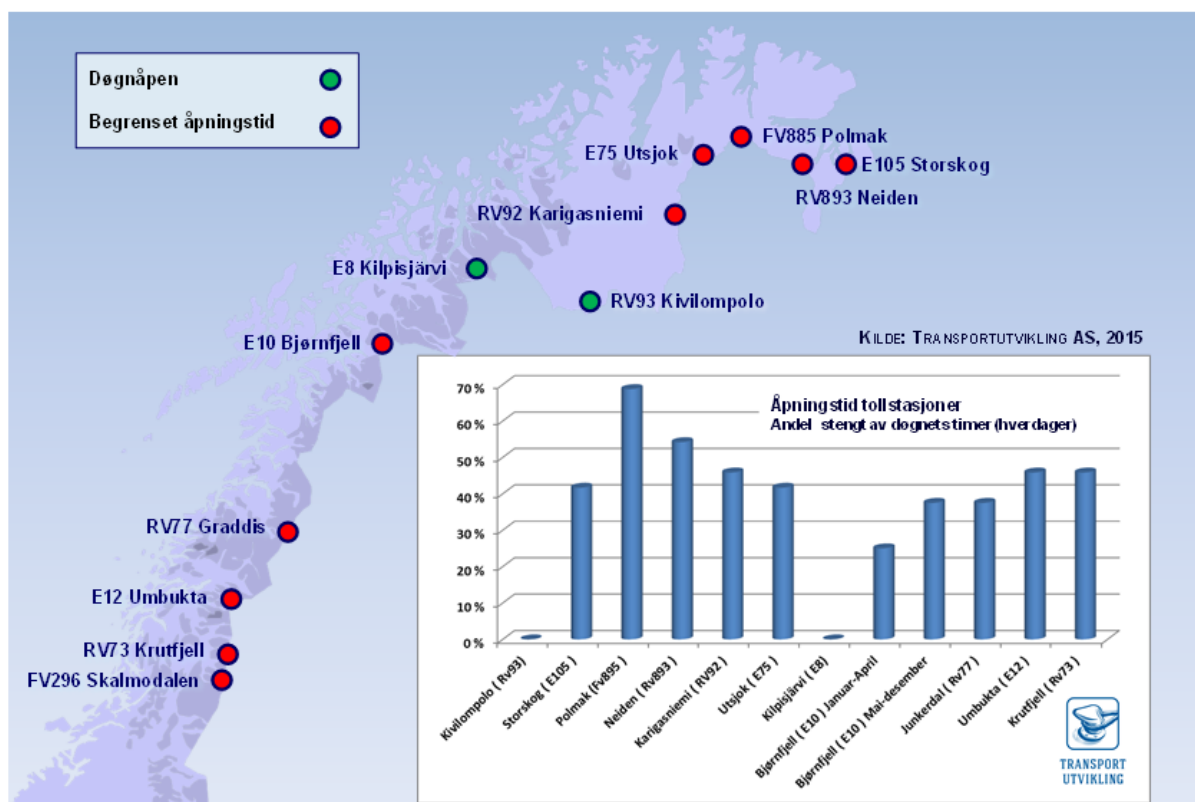 Døgnåpen
Begrenset åpningstid
FV885 Polmak
E75 Utsjok
E105 Storskog
RV893 Neiden
RV92 Karigasniemi
E8 Kilpisjärvi
RV93 Kivilompolo
E10 Bjørnfjell
KILDE: TRANSPORTUTVIKLING AS, 2015
RV77 Graddis
E12 Umbukta
RV73 Krutfjell
FV296 Skalmodalen
Åpningstid tollstasjoner
Andel stengt av døgnets timer (hverdager)
70 %
60 %
50 %
40 %
30 %
20 %
10 %
0 %
Kivilompolo ( Rv93)
Storskog ( E105 )
Polmak (Fv895 )
Neiden ( Rv893 )
Karigasniemi ( RV92 )
Utsjok ( E75 )
Kilpisjärvi ( E8)
Bjørnfjell ( E10 ) Januar-April
Bjørnfjell ( E10 ) Mai-desember
Junkerdal ( Rv77 )
Umbukta ( E12 )
Krutfjell ( Rv73 )
TRANSPORT
UTVIKLING